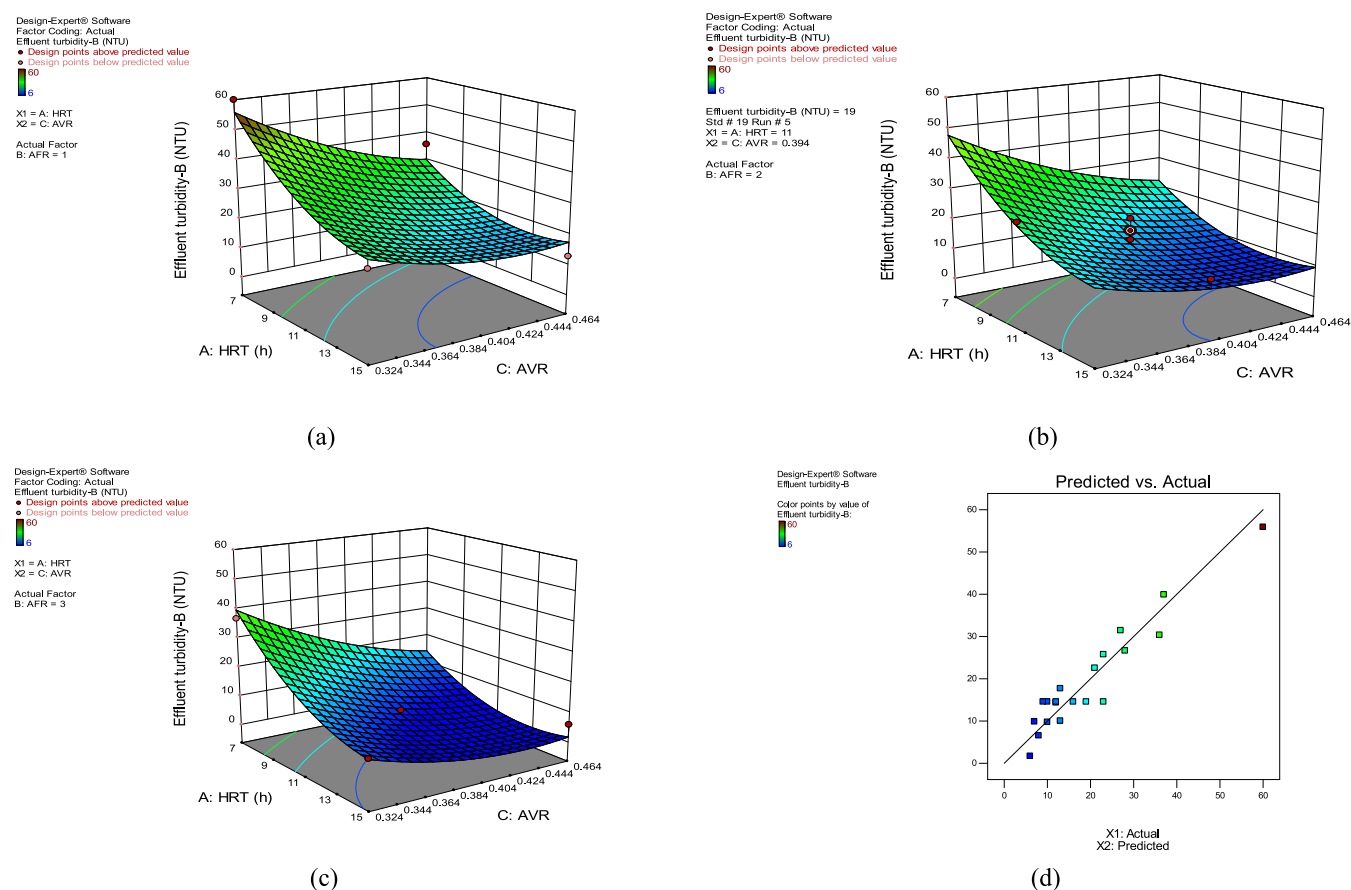 Design-Expert® Software
Factor Coding: Actual
Effluent turbidity-B (NTU)
Design points above predicted value
Design points below predicted value
60
6
X1 = A: HRT
X2 = C: AVR
Actual Factor
B: AFR = 1
Effluent turbidity-B (NTU)
60
50
40
30
20
10
0
7
9
11
13
15
A: HRT (h)
0.324
0.344
0.364
0.384
0.404
0.424
0.444
0.464
C: AVR
(a)
Design-Expert® Software
Factor Coding: Actual
Effluent turbidity-B (NTU)
Design points above predicted value
Design points below predicted value
60
6
Effluent turbidity-B (NTU) = 19
Std # 19 Run # 5
X1 = A: HRT = 11
X2 = C: AVR = 0.394
Actual Factor
B: AFR = 2
Effluent turbidity-B (NTU)
60
50
40
30
20
10
0
7
9
11
13
15
A: HRT (h)
0.324
0.344
0.364
0.384
0.404
0.424
0.444
0.464
C: AVR
(b)
Design-Expert® Software
Factor Coding: Actual
Effluent turbidity-B (NTU)
Design points above predicted value
Design points below predicted value
60
6
X1 = A: HRT
X2 = C: AVR
Actual Factor
B: AFR = 3
Effluent turbidity-B (NTU)
60
50
40
30
20
10
0
7
9
11
13
15
A: HRT (h)
0.324
0.344
0.364
0.384
0.404
0.424
0.444
0.464
C: AVR
(c)
Design-Expert® Software
Effluent turbidity-B
Color points by value of
Effluent turbidity-B:
60
6
Predicted vs. Actual
60
50
40
30
20
10
0
0
10
20
30
40
50
60
X1: Actual
X2: Predicted
(d)